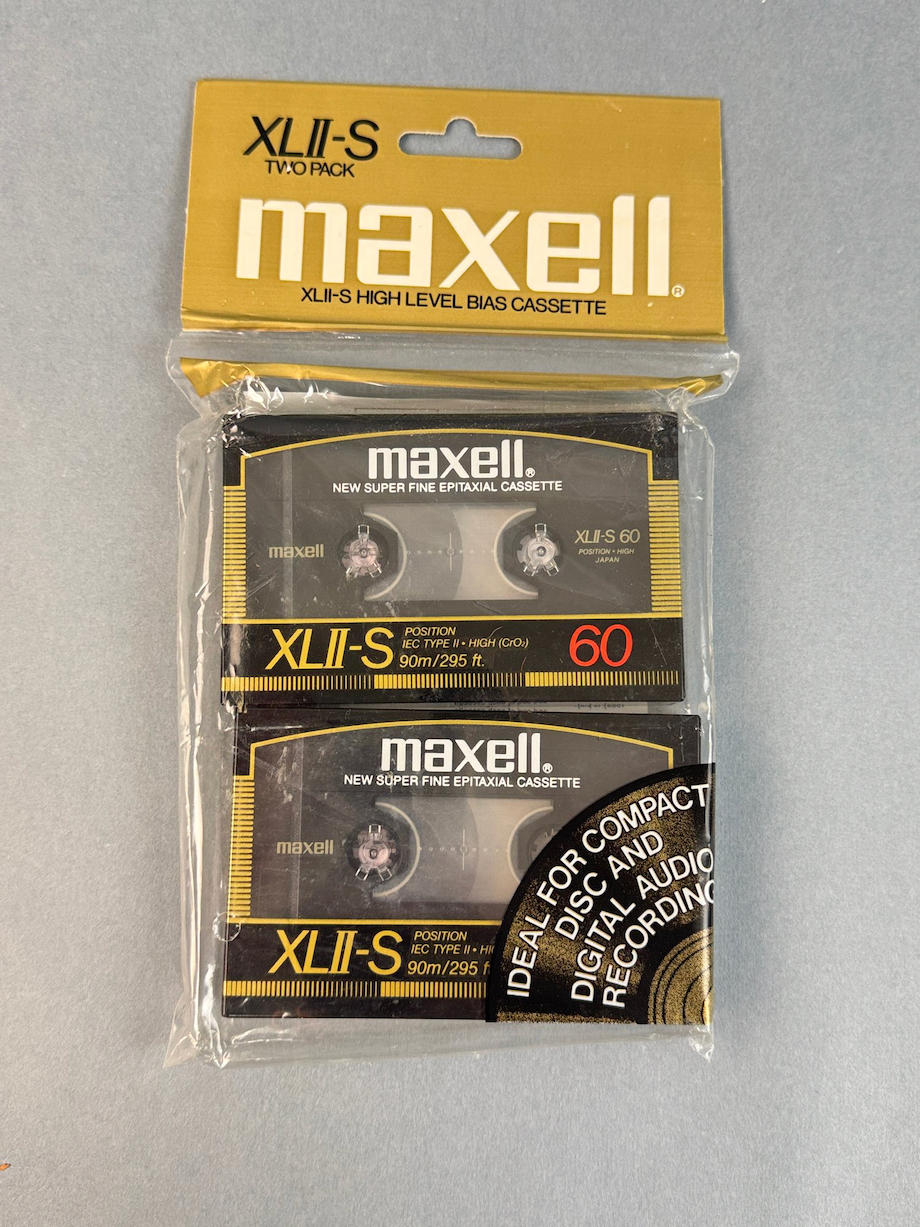 XLII-S
TWO PACK
maxell®
XLII-S HIGH LEVEL BIAS CASSETTE
maxell®
NEW SUPER FINE EPITAXIAL CASSETTE
maxell
XLII-S 60
POSITION • HIGH
JAPAN
XLII-S
POSITION
IEC TYPE II • HIGH (CrO₂)
90m/295 ft.
60
maxell®
NEW SUPER FINE EPITAXIAL CASSETTE
maxell
XLII-S
POSITION
IEC TYPE II • HI
90m/295 f
IDEAL FOR COMPACT
DISC AND
DIGITAL AUDIO
RECORDING